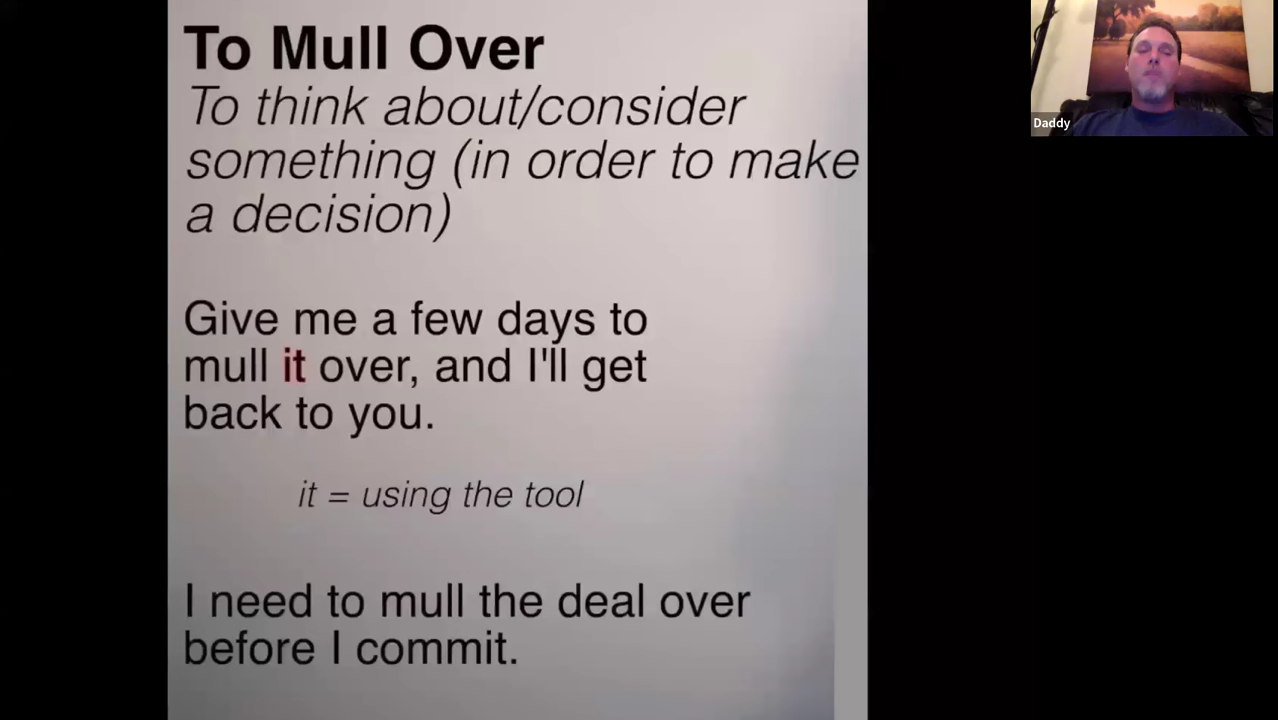 To Mull Over
To think about/consider
something (in order to make
a decision)
Give me a few days to
mull it over, and I'll get
back to you.
it = using the tool
I need to mull the deal over
before I commit.
Daddy